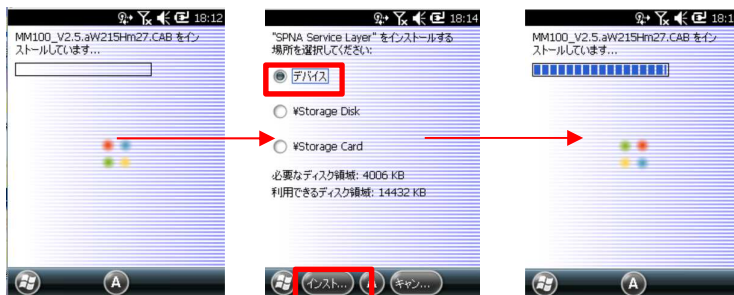 18:12
MM100_V2.5.aW215Hm27.CAB をイン
ストールしています...
A
18:14
"SPNA Service Layer" をインストールする
場所を選択してください:
デバイス
¥Storage Disk
¥Storage Card
必要なディスク領域: 4006 KB
利用できるディスク領域: 14432 KB
インスト...
A
キャン...
18:1
MM100_V2.5.aW215Hm27.CAB をイン
ストールしています...
A